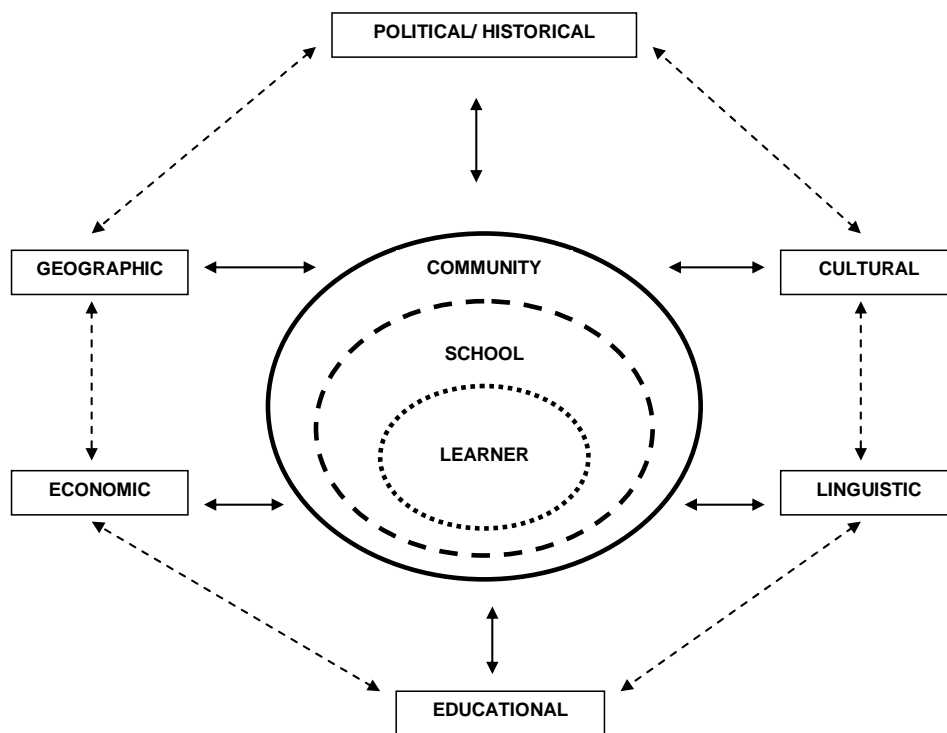 POLITICAL/ HISTORICAL
GEOGRAPHIC
COMMUNITY
CULTURAL
SCHOOL
LEARNER
ECONOMIC
LINGUISTIC
EDUCATIONAL